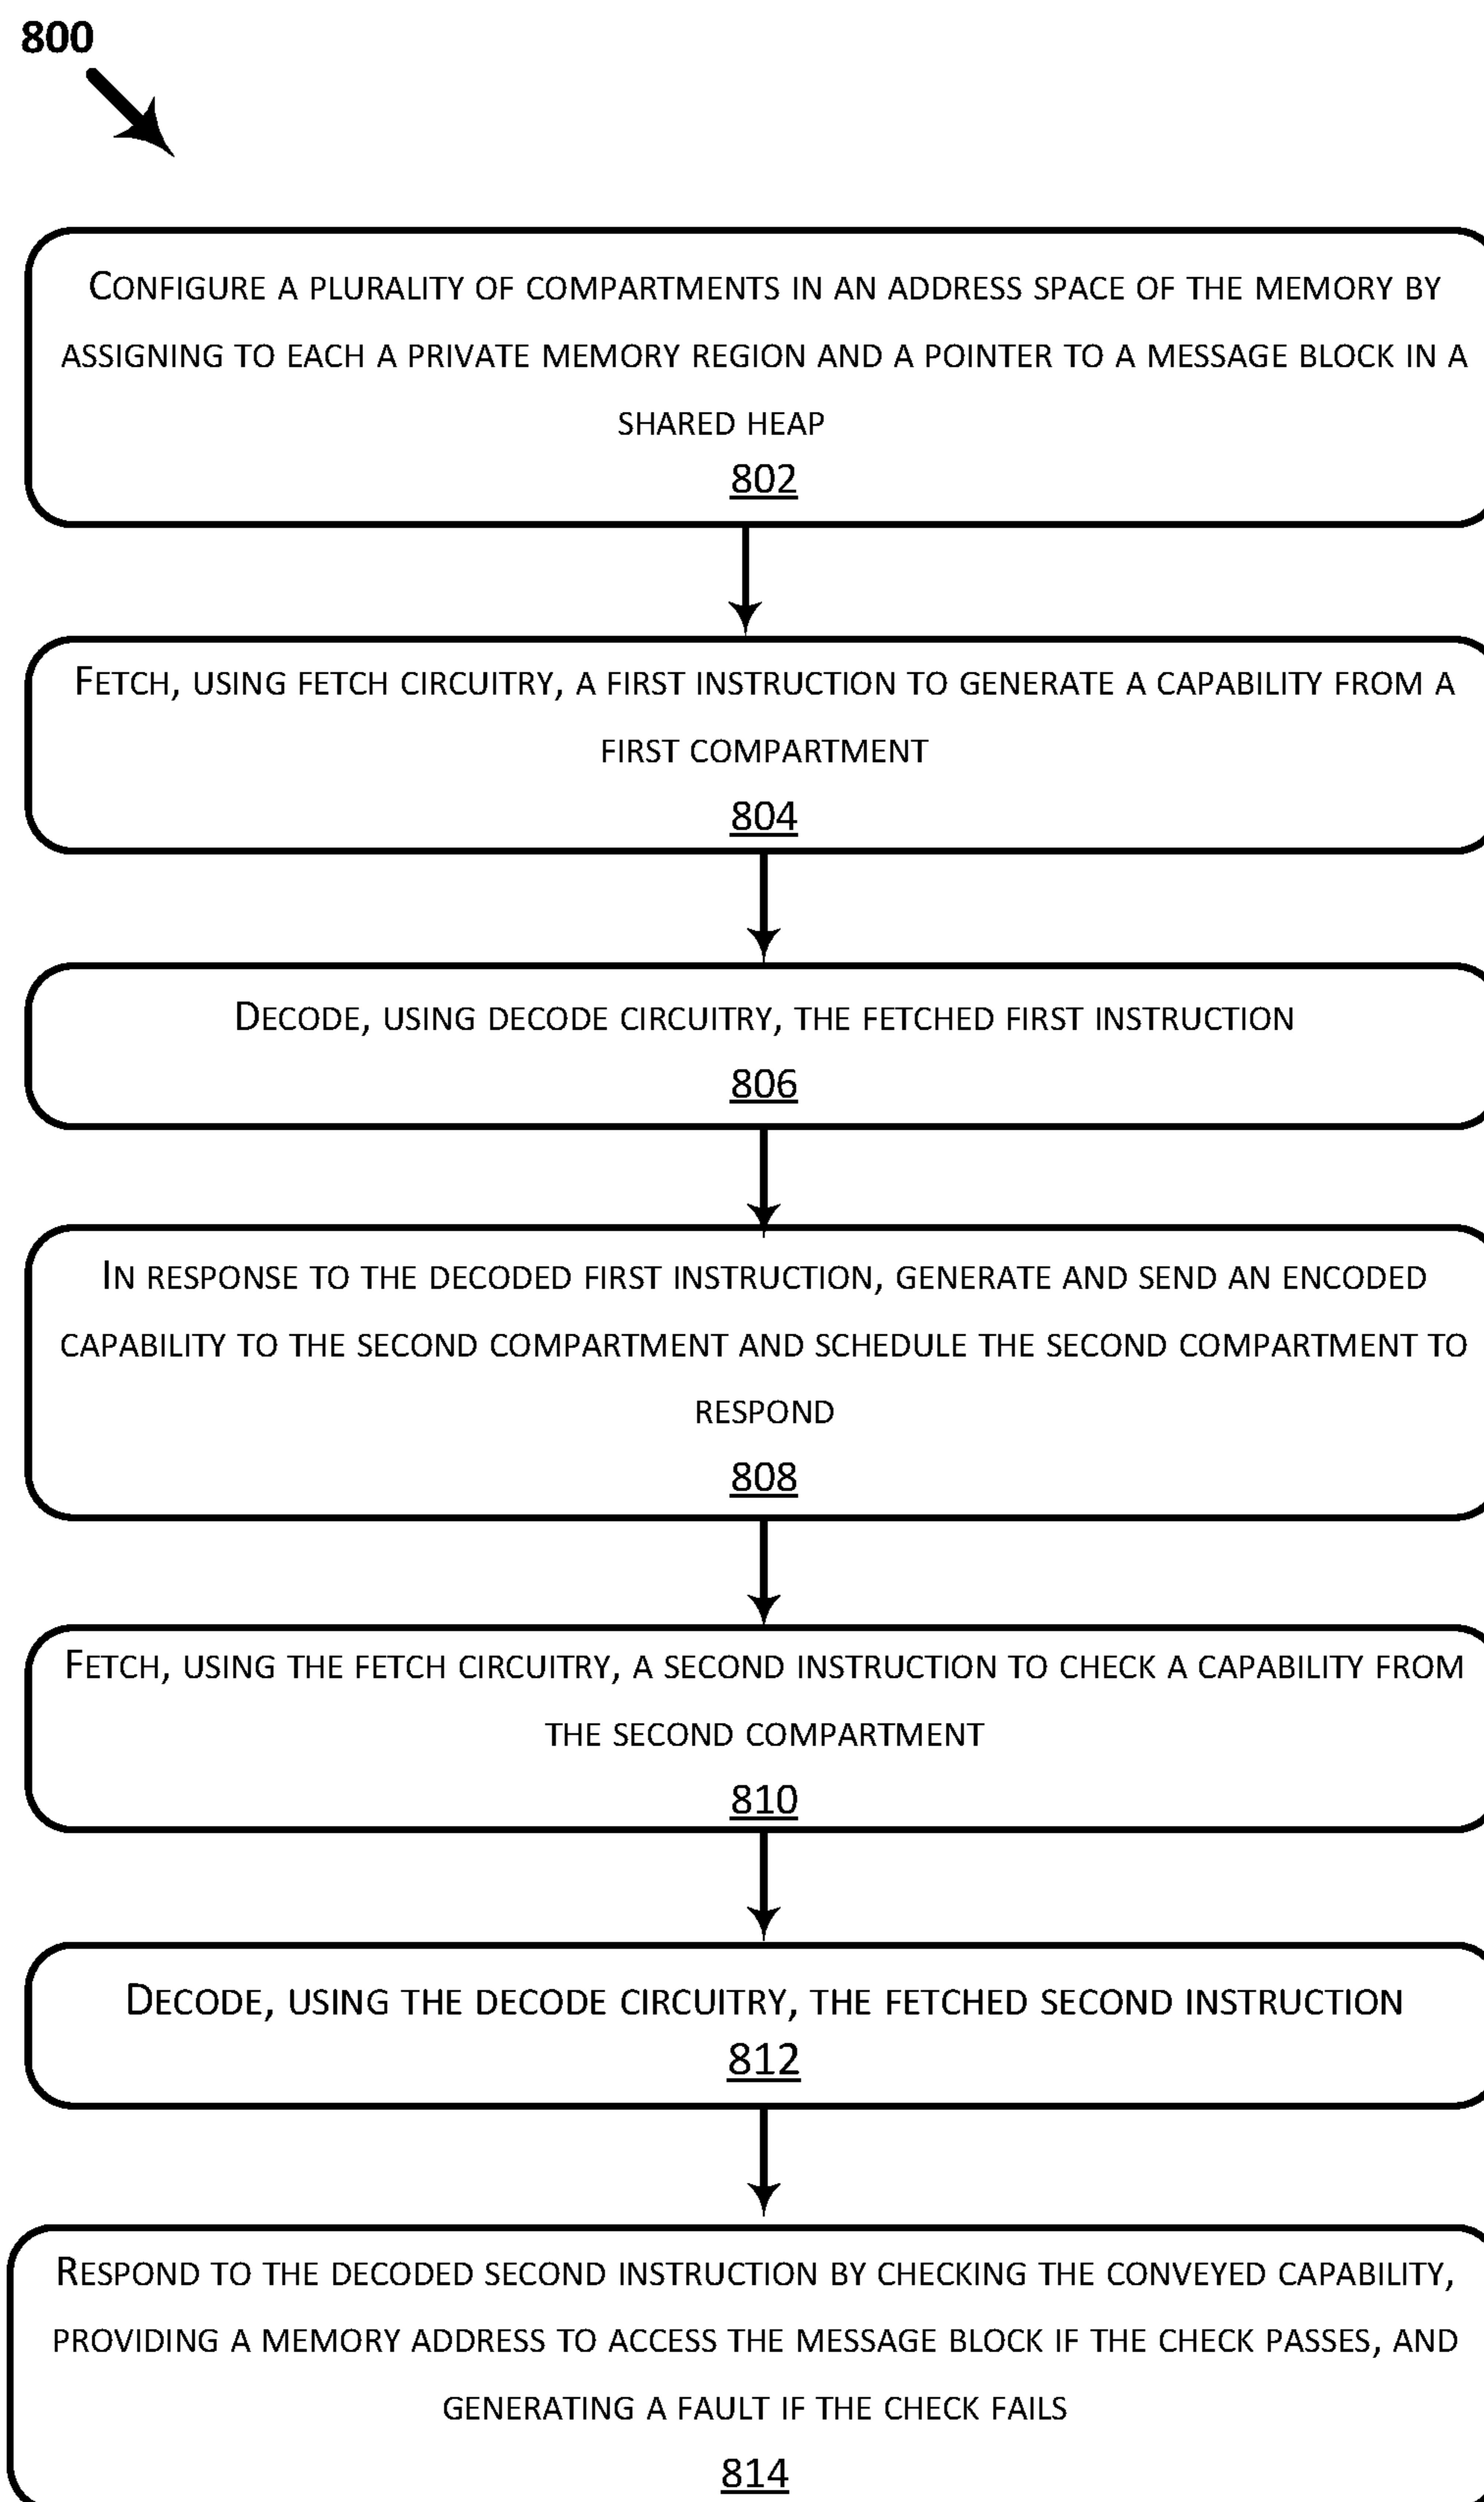 800
Configure a plurality of compartments in an address space of the memory by
assigning to each a private memory region and a pointer to a message block in a
shared heap
802
Fetch, using fetch circuitry, a first instruction to generate a capability from a
first compartment
804
Decode, using decode circuitry, the fetched first instruction
806
In response to the decoded first instruction, generate and send an encoded
capability to the second compartment and schedule the second compartment to
respond
808
Fetch, using the fetch circuitry, a second instruction to check a capability from
the second compartment
810
Decode, using the decode circuitry, the fetched second instruction
812
Respond to the decoded second instruction by checking the conveyed capability,
providing a memory address to access the message block if the check passes, and
generating a fault if the check fails
814